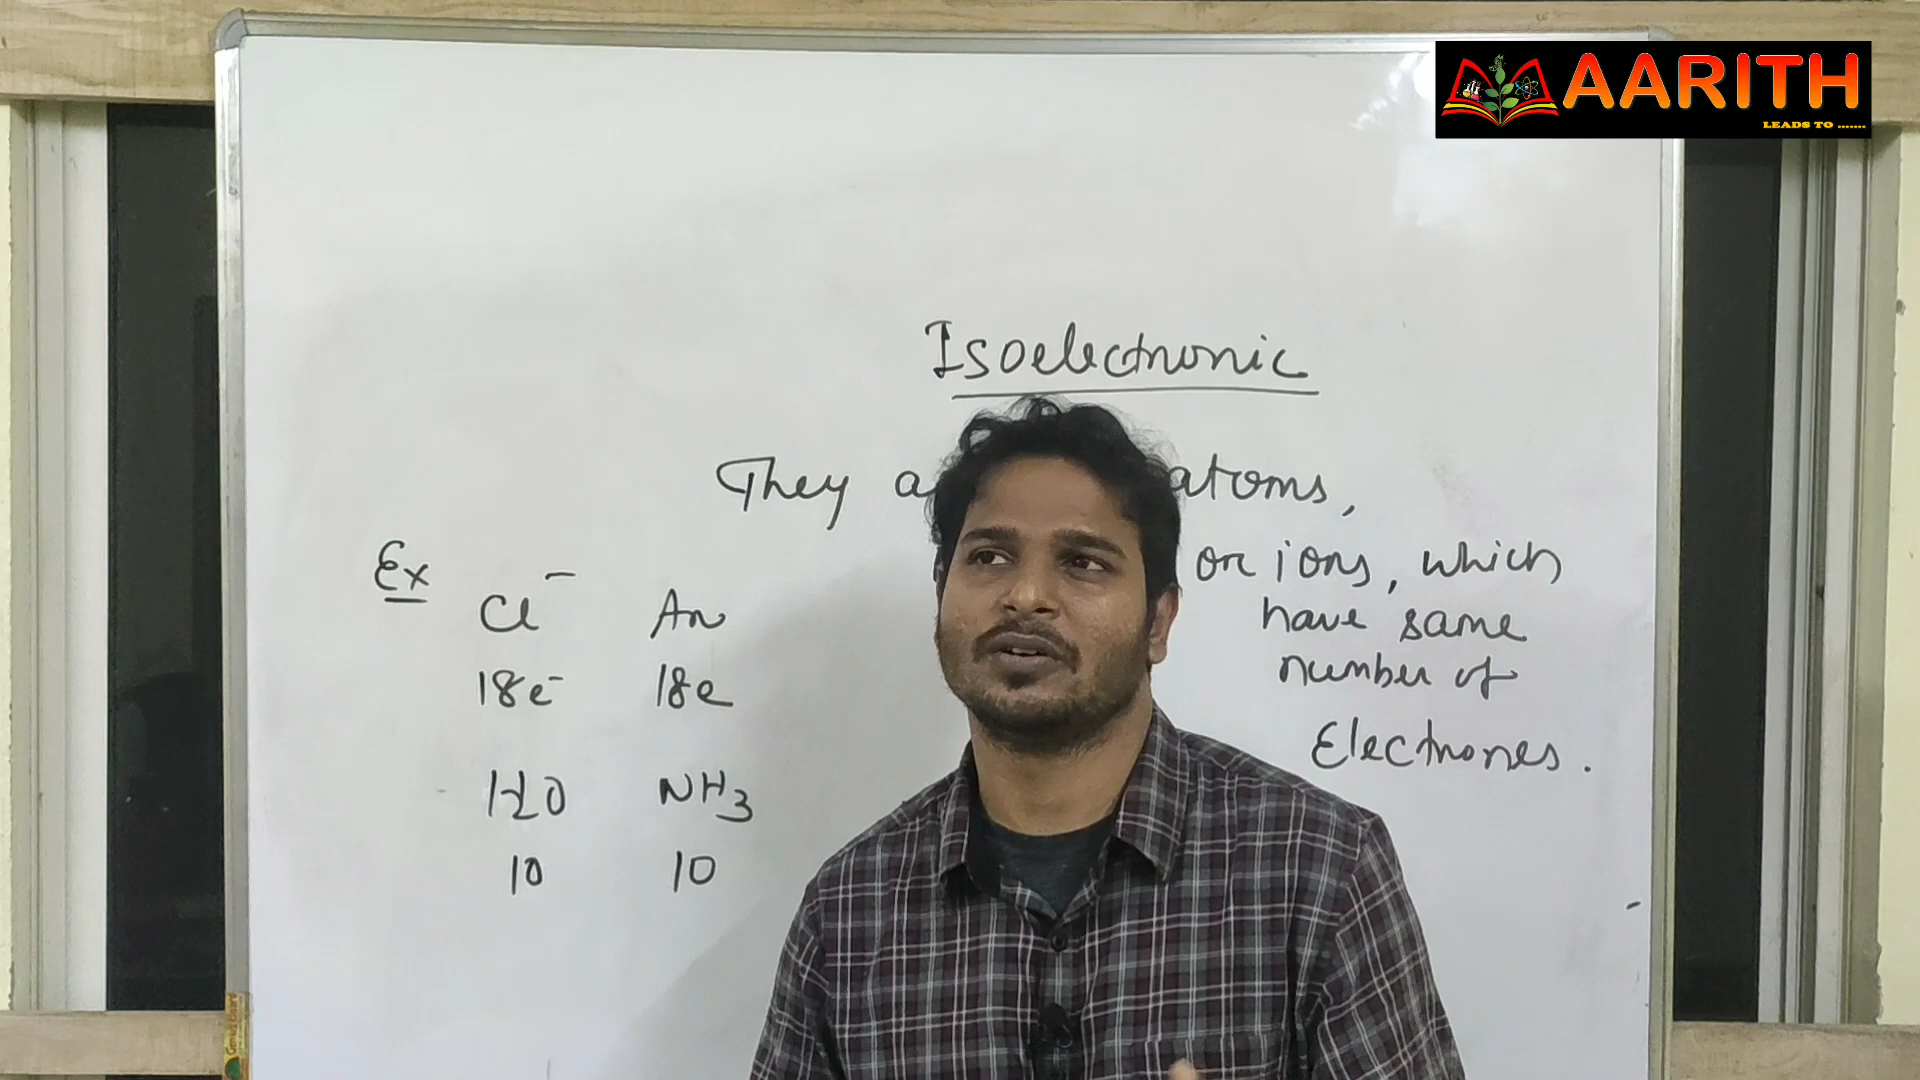 AARITH
LEADS TO .......
Isoelectronic
They a atoms,
or ions, which
have same
number of
Electrones.
Ex
Cl⁻ Ar
18e⁻ 18e
H2O NH3
10 10